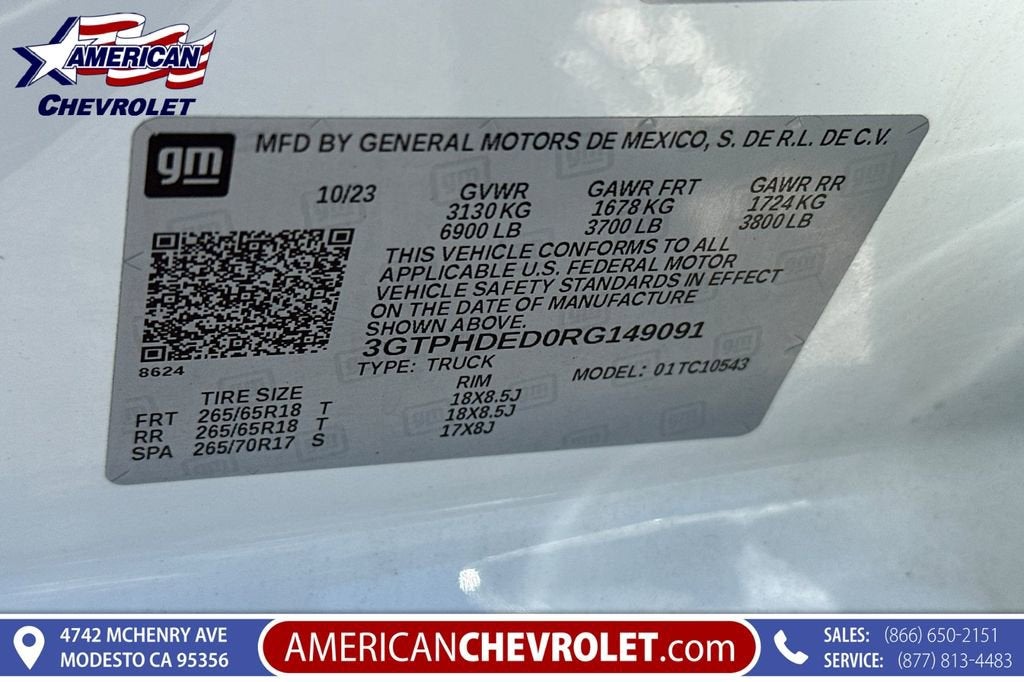 AMERICAN
CHEVROLET
gm
MFD BY GENERAL MOTORS DE MEXICO, S. DE R.L. DE C.V.
10/23
GVWR GAWR FRT GAWR RR
3130 KG 1678 KG 1724 KG
6900 LB 3700 LB 3800 LB
THIS VEHICLE CONFORMS TO ALL
APPLICABLE U.S. FEDERAL MOTOR
VEHICLE SAFETY STANDARDS IN EFFECT
ON THE DATE OF MANUFACTURE
SHOWN ABOVE.
3GTPHDED0RG149091
8624
TYPE: TRUCK MODEL: 01TC10543
TIRE SIZE RIM
FRT 265/65R18 T 18X8.5J
RR 265/65R18 T 18X8.5J
SPA 265/70R17 S 17X8J
4742 MCHENRY AVE
MODESTO CA 95356
AMERICANCHEVROLET.com
SALES: (866) 650-2151
SERVICE: (877) 813-4483